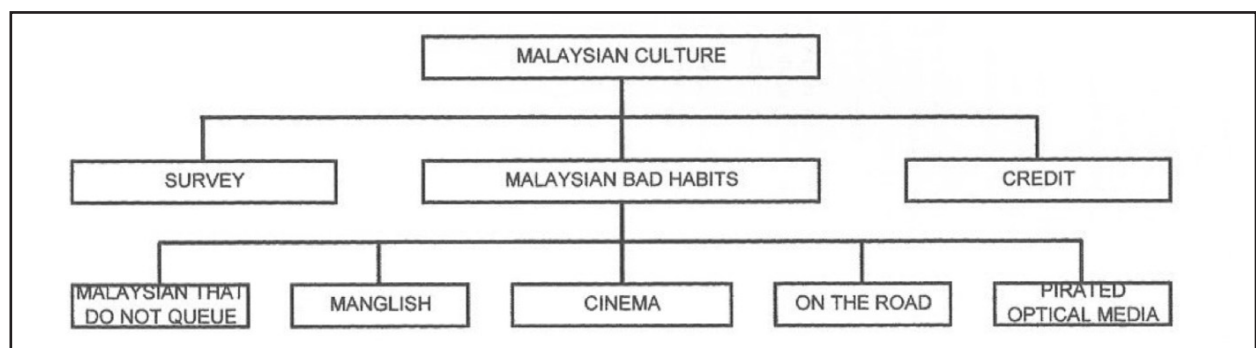 MALAYSIAN CULTURE
SURVEY
MALAYSIAN BAD HABITS
CREDIT
MALAYSIAN THAT
DO NOT QUEUE
MANGLISH
CINEMA
ON THE ROAD
PIRATED
OPTICAL MEDIA